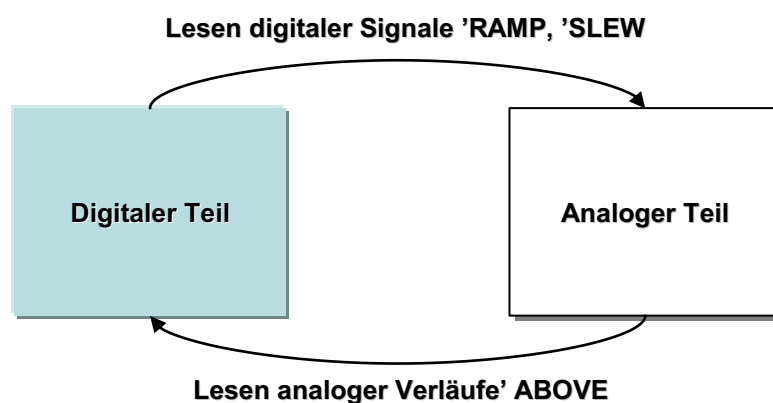 Lesen digitaler Signale ’RAMP, ’SLEW
Digitaler Teil
Analoger Teil
Lesen analoger Verläufe’ ABOVE